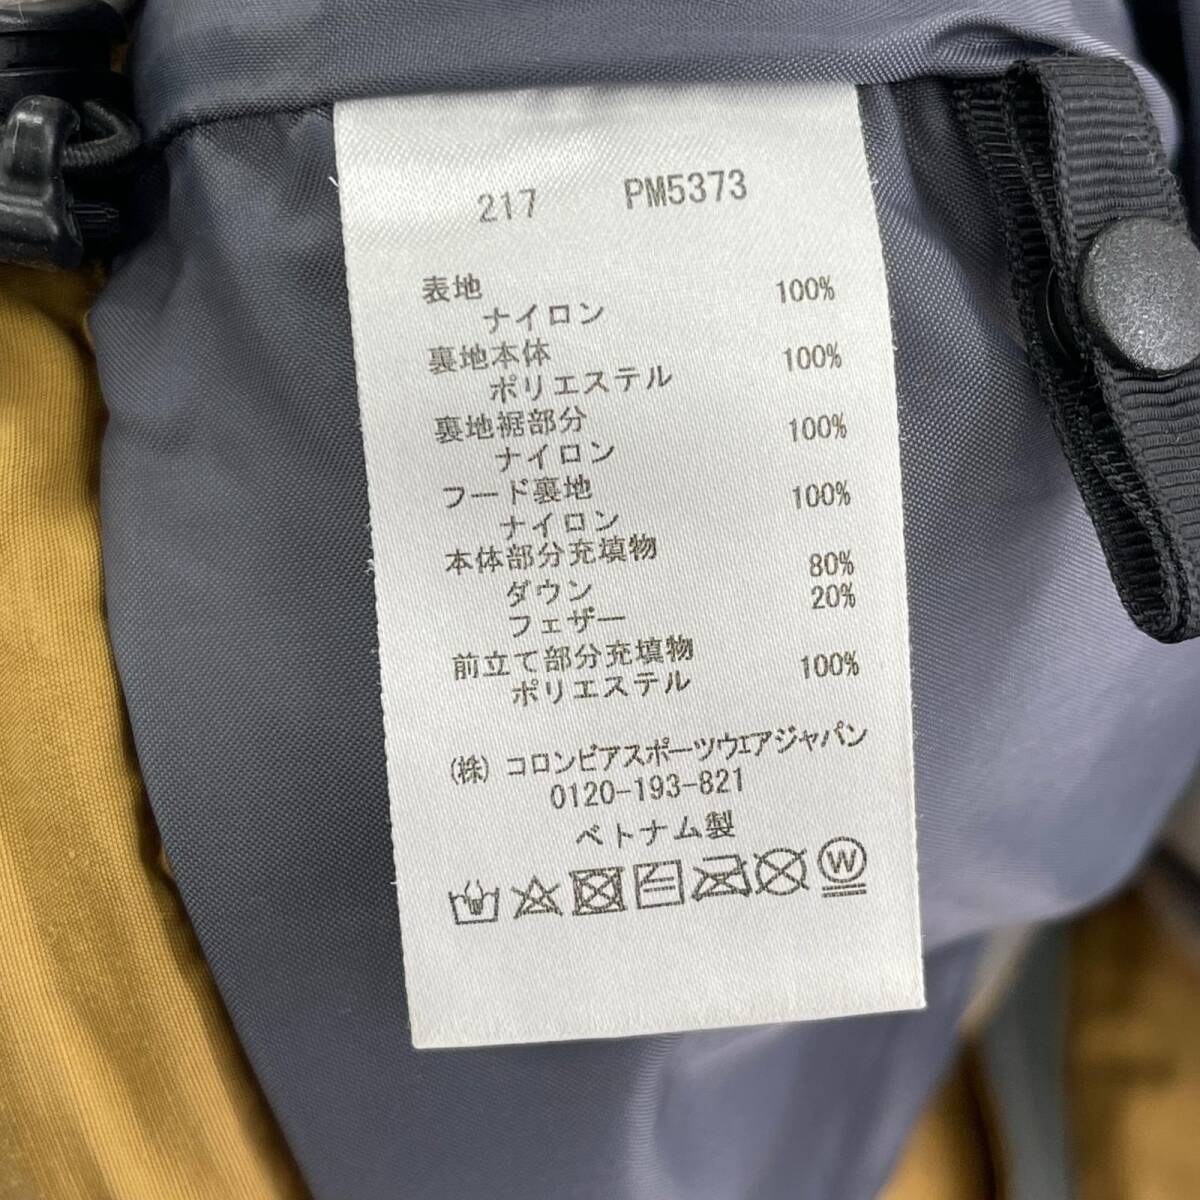 217 PM5373
表地 100%
ナイロン
裏地本体 100%
ポリエステル
裏地裾部分 100%
ナイロン
フード裏地 100%
ナイロン
本体部分充填物
ダウン 80%
フェザー 20%
前立て部分充填物
ポリエステル 100%
(株) コロンビアスポーツウェアジャパン
0120-193-821
ベトナム製
W